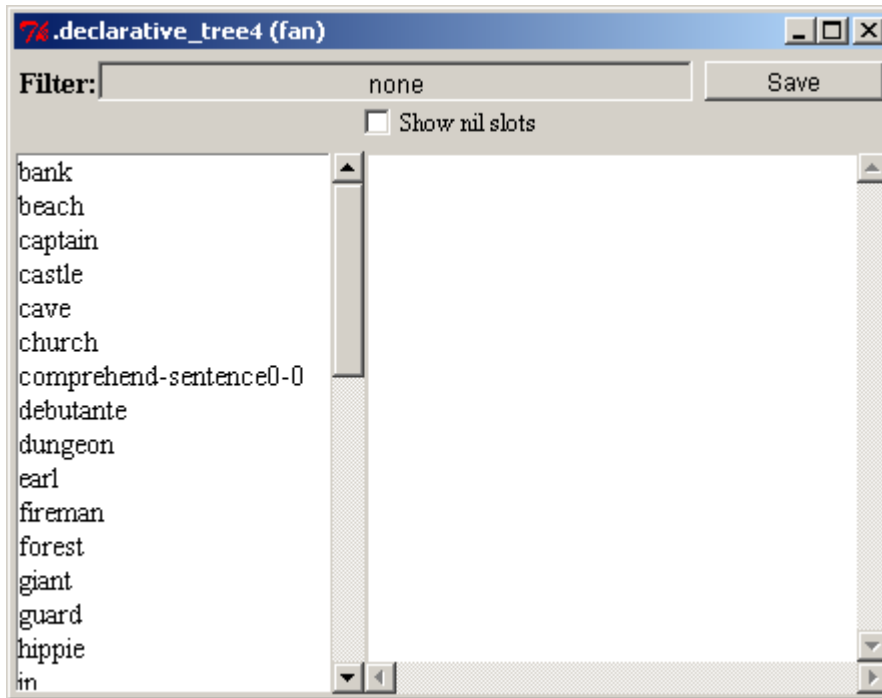 .declarative_tree4 (fan)
Filter: none Save
Show nil slots
bank
beach
captain
castle
cave
church
comprehend-sentence0-0
debutante
dungeon
earl
fireman
forest
giant
guard
hippie
in